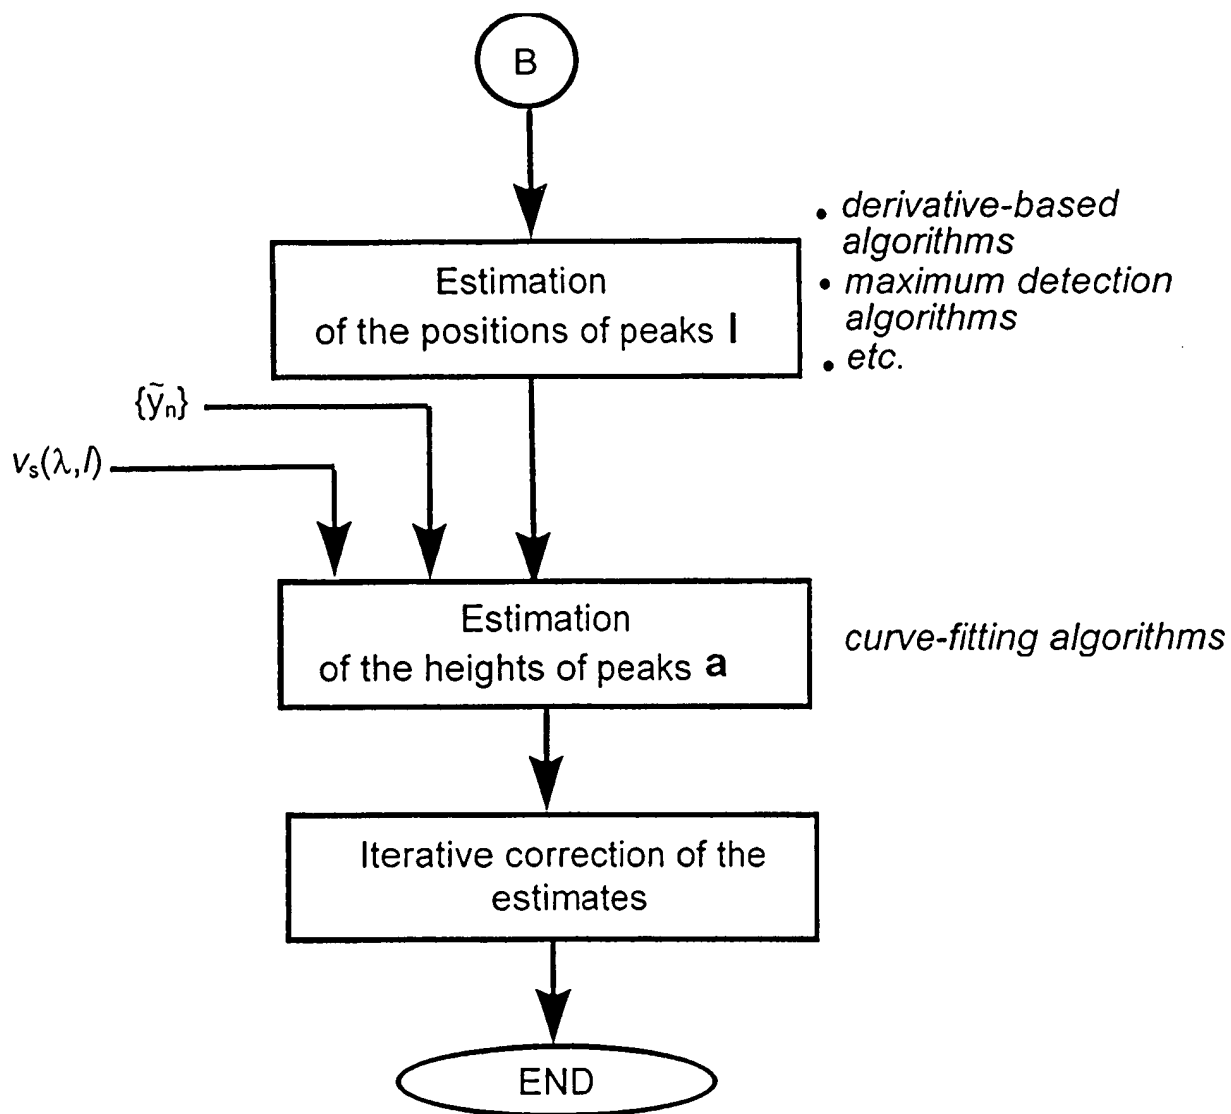 B
• derivative-based
algorithms
• maximum detection
algorithms
• etc.
Estimation
of the positions of peaks l
{ỹₙ}
vₛ(λ,l)
Estimation
of the heights of peaks a
curve-fitting algorithms
Iterative correction of the
estimates
END